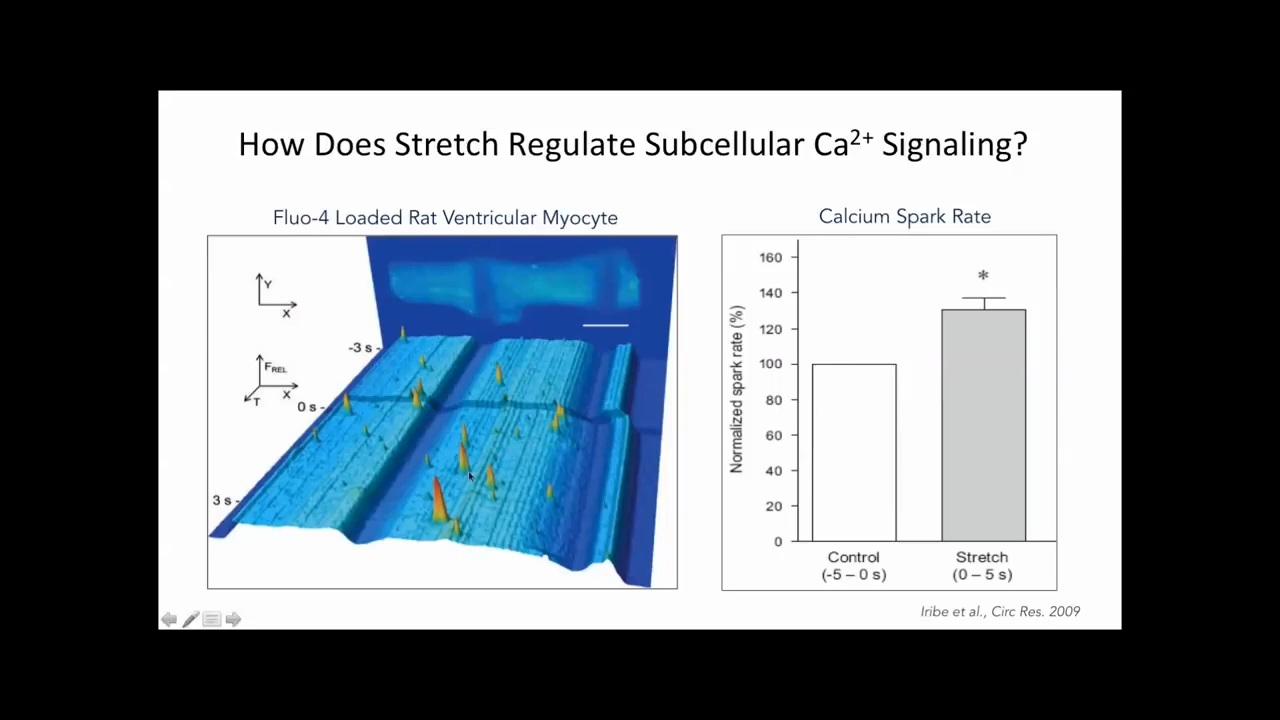 How Does Stretch Regulate Subcellular Ca²⁺ Signaling?
Fluo-4 Loaded Rat Ventricular Myocyte
Y
X
-3 s
F_REL
X
T
0 s
3 s
Calcium Spark Rate
Normalized spark rate (%)
160
140
120
100
80
60
40
20
0
*
Control
(-5 – 0 s)
Stretch
(0 – 5 s)
Iribe et al., Circ Res. 2009